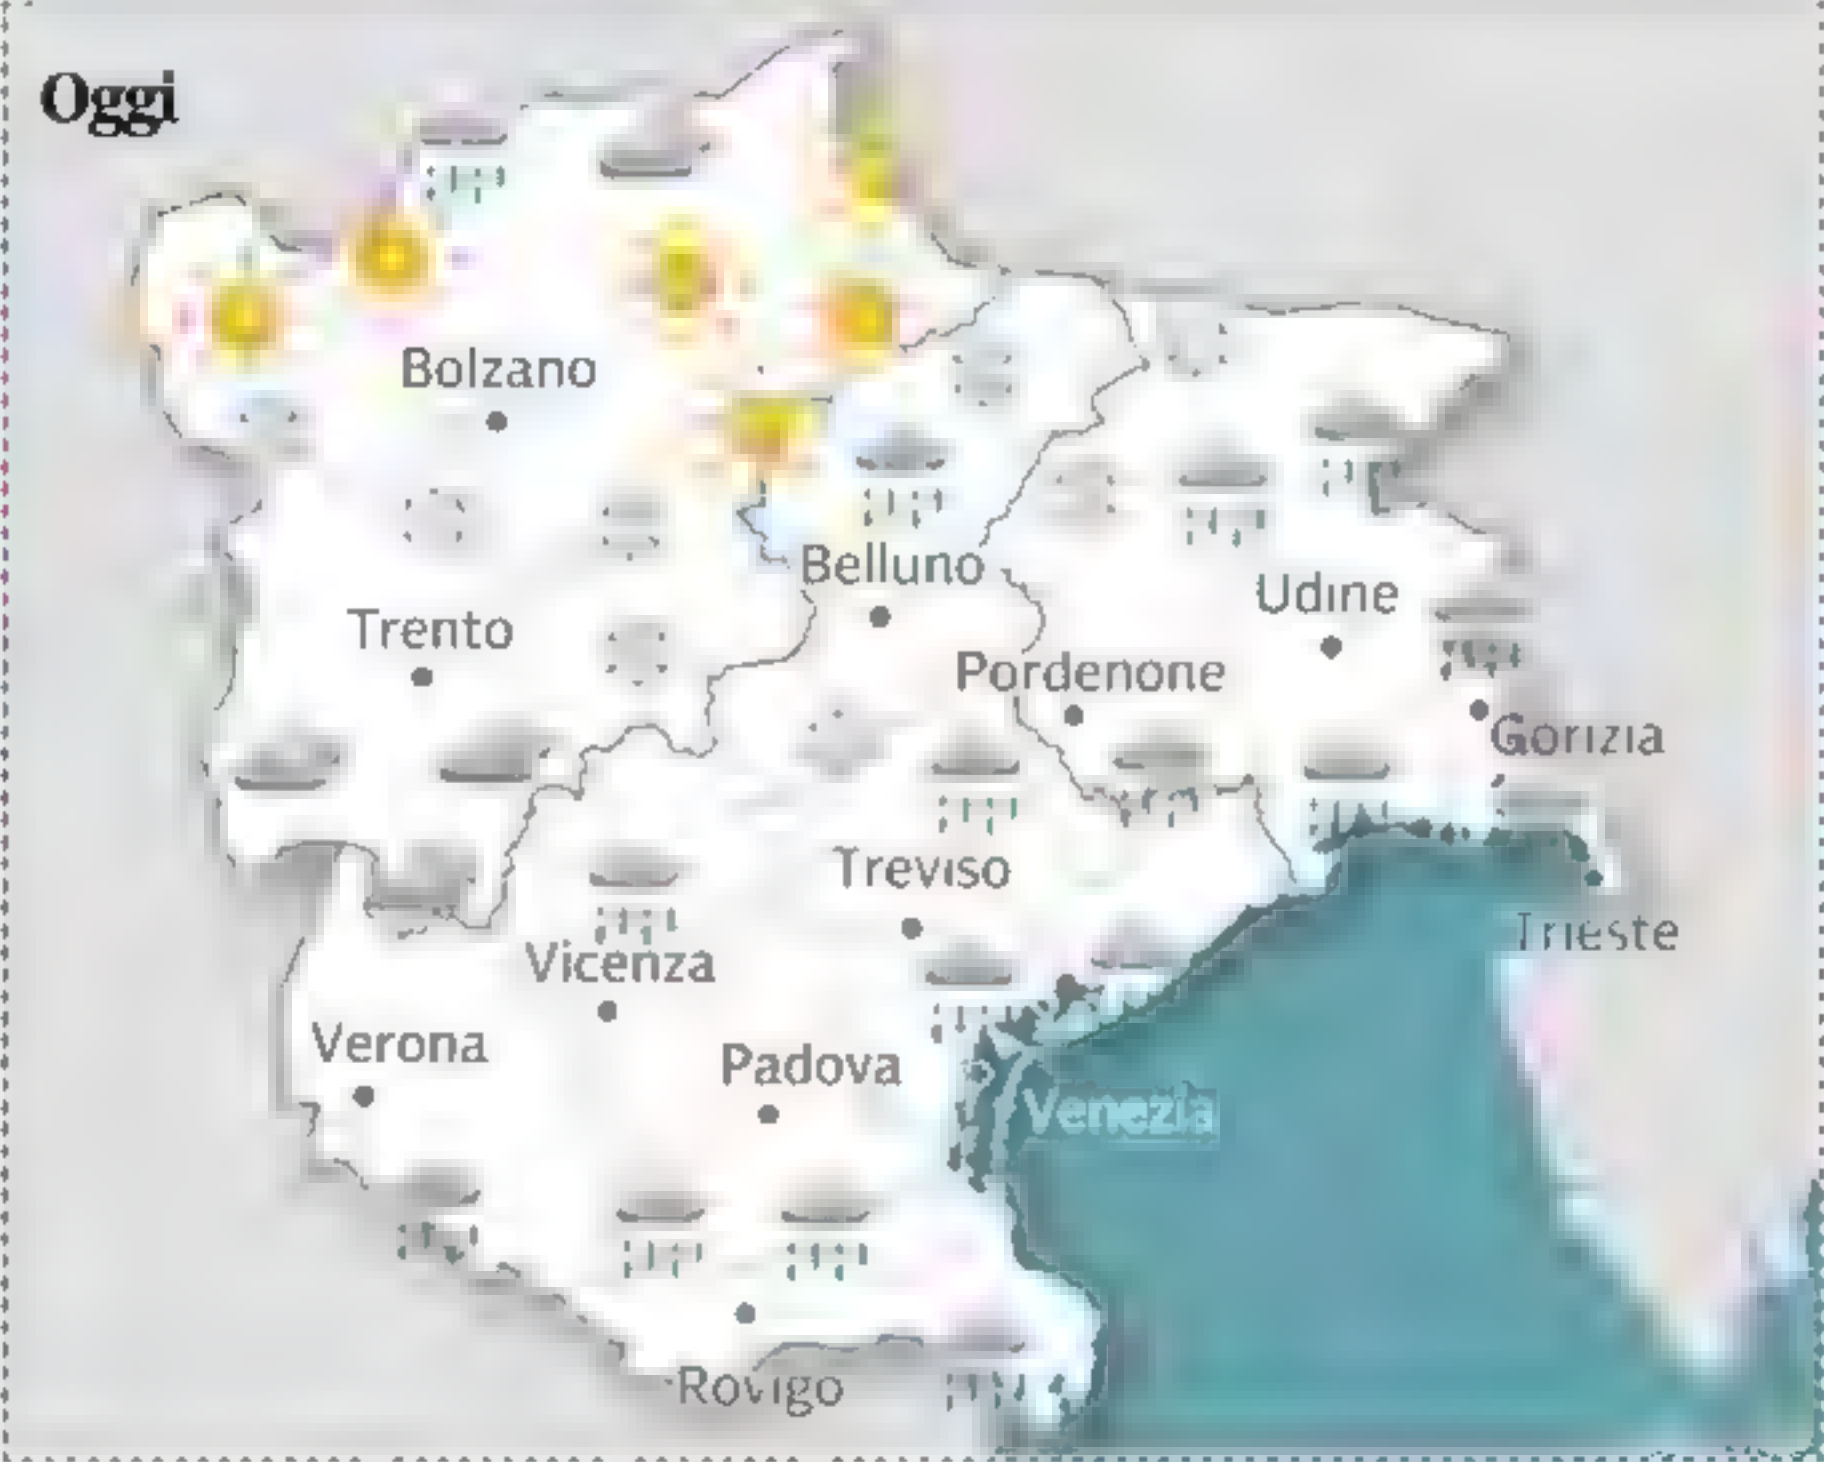 Oggi
Bolzano
Belluno
Udine
Trento
Pordenone
Gorizia
Treviso
Trieste
Vicenza
Verona
Padova
Venezia
Rovigo